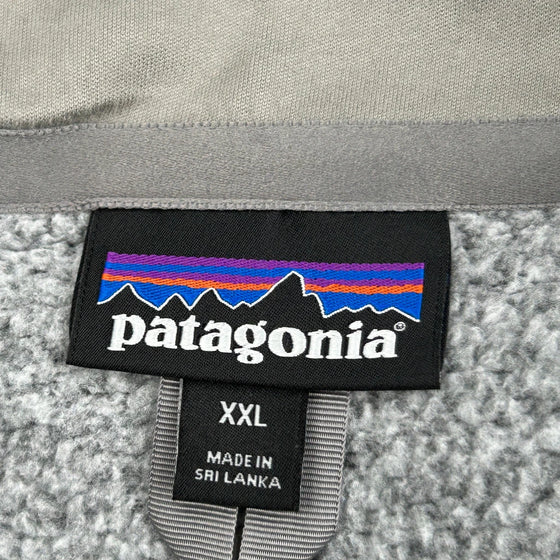 patagonia®
XXL
MADE IN
SRI LANKA